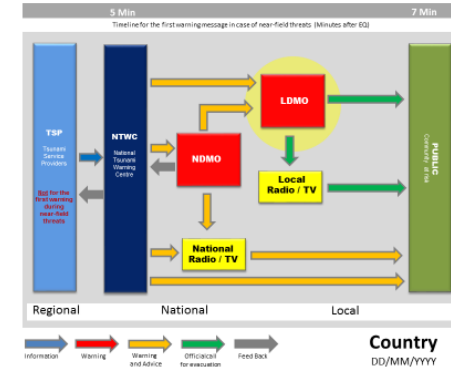 5 Min
7 Min
Timeline for the first warning message in case of near-field threats (Minutes after EQ)
TSP
Tsunami
Service
Providers
Not for the
first warning
during
near-field
threats
NTWC
National
Tsunami
Warning
Centre
NDMO
LDMO
Local
Radio / TV
National
Radio / TV
PUBLIC
Community at risk
Regional
National
Local
Information
Warning
Warning
and Advice
Official call
for evacuation
Feed Back
Country
DD/MM/YYYY